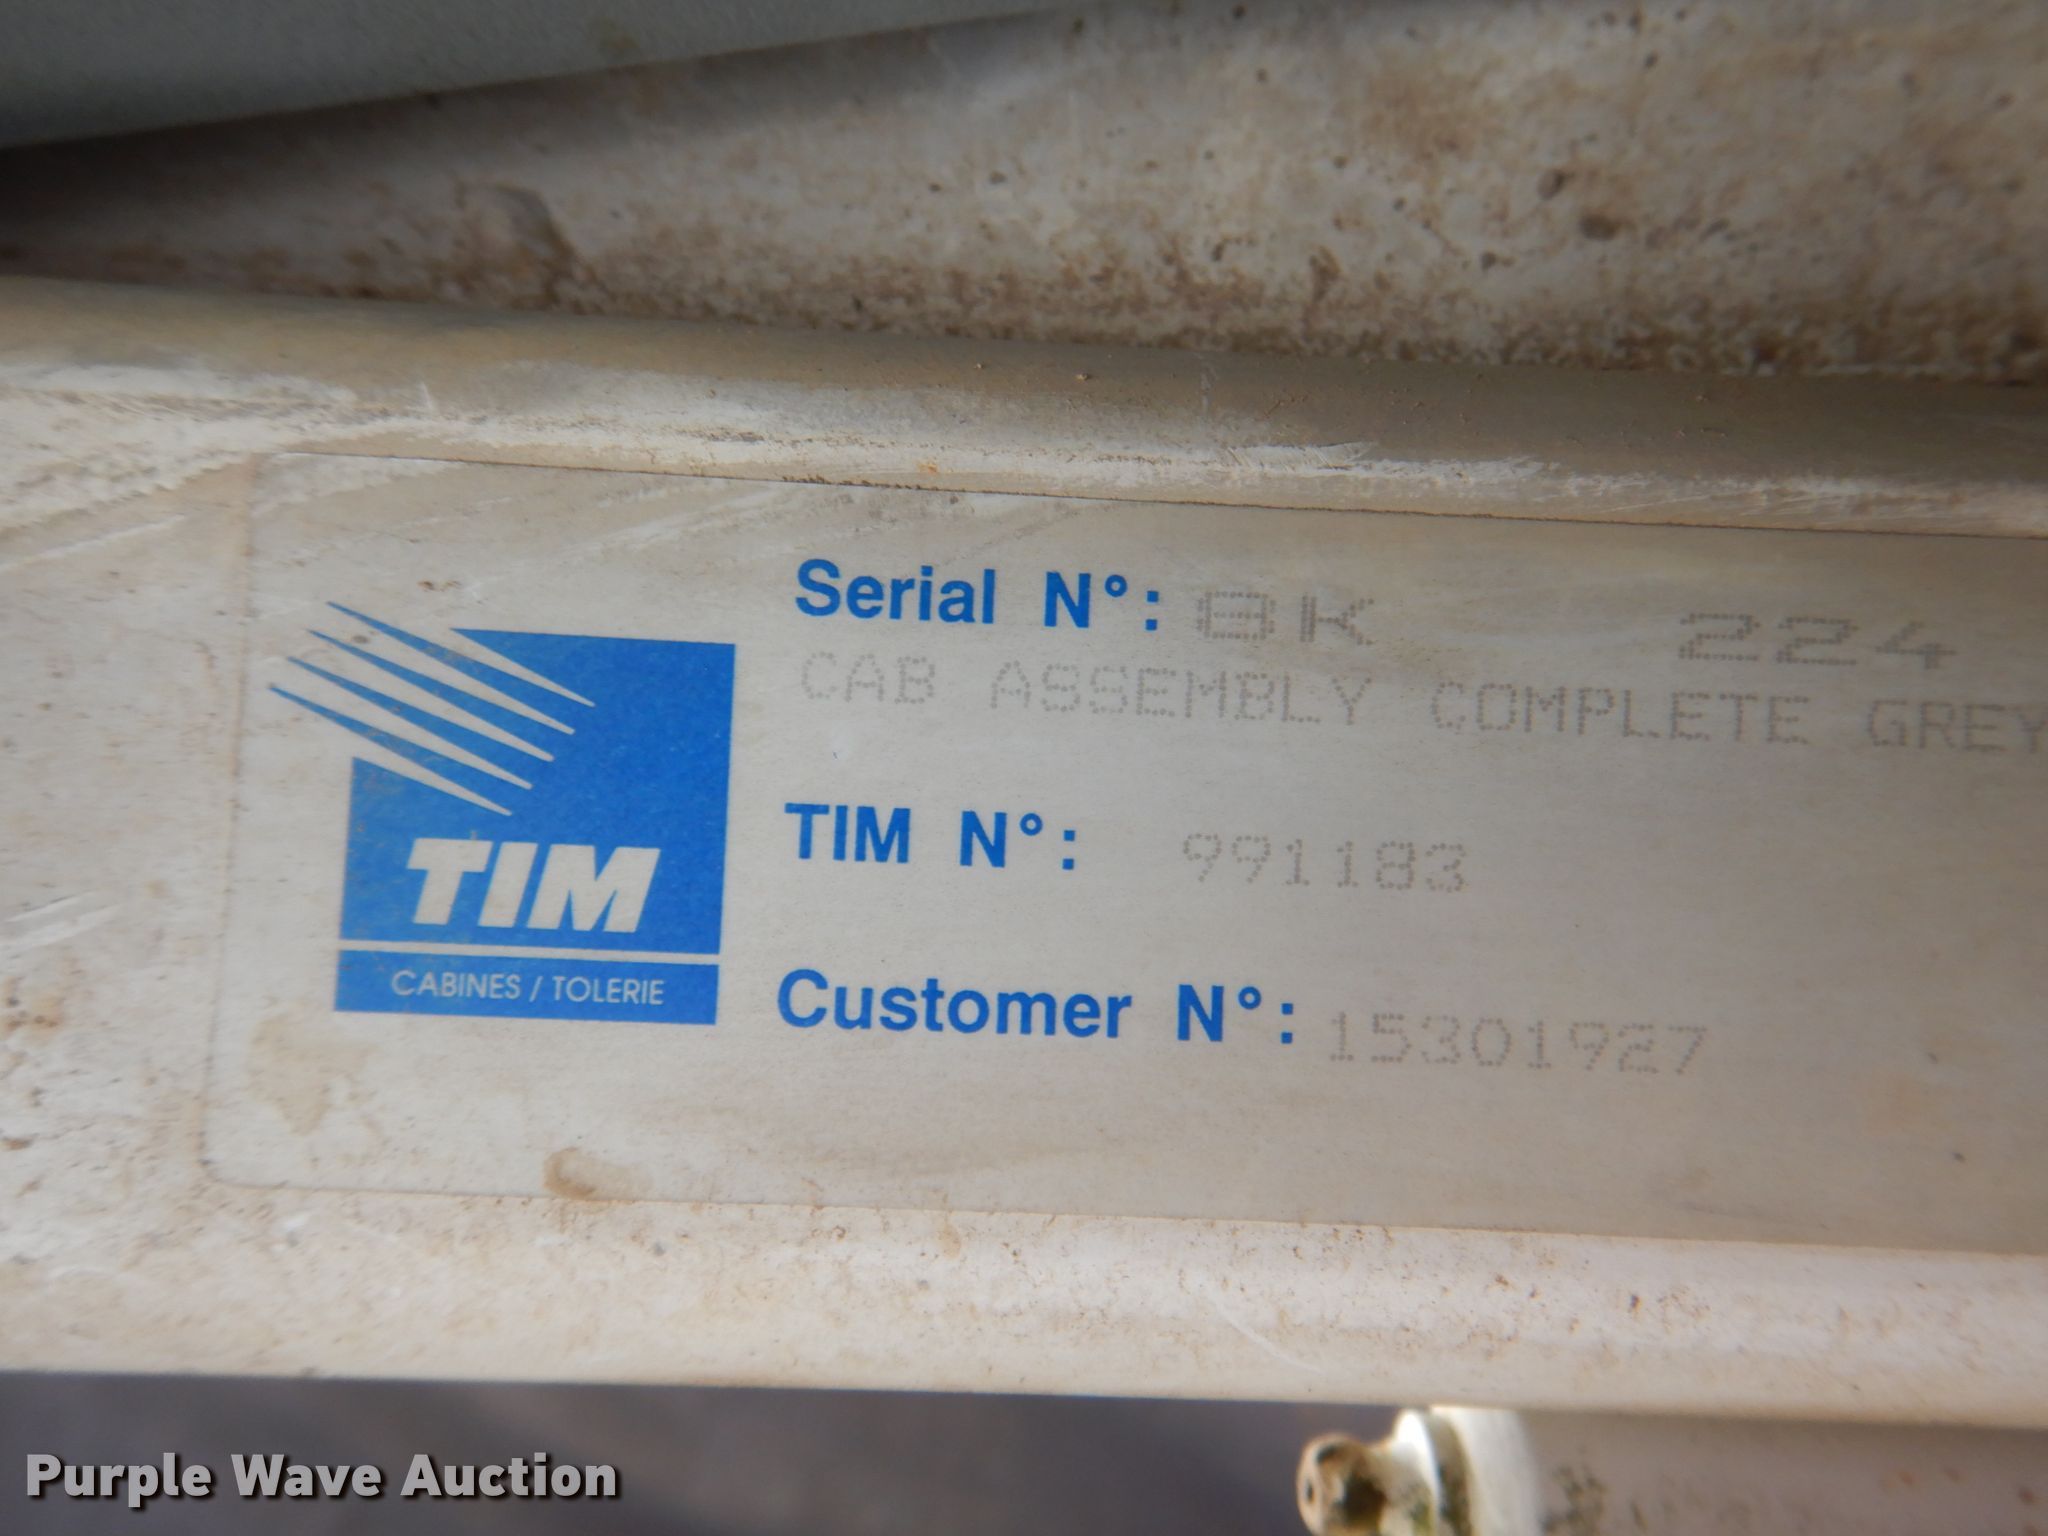 Serial N°: 8K 224
CAB ASSEMBLY COMPLETE GREY
TIM N°: 991183
Customer N°: 15301927
TIM
CABINES / TOLERIE
Purple Wave Auction